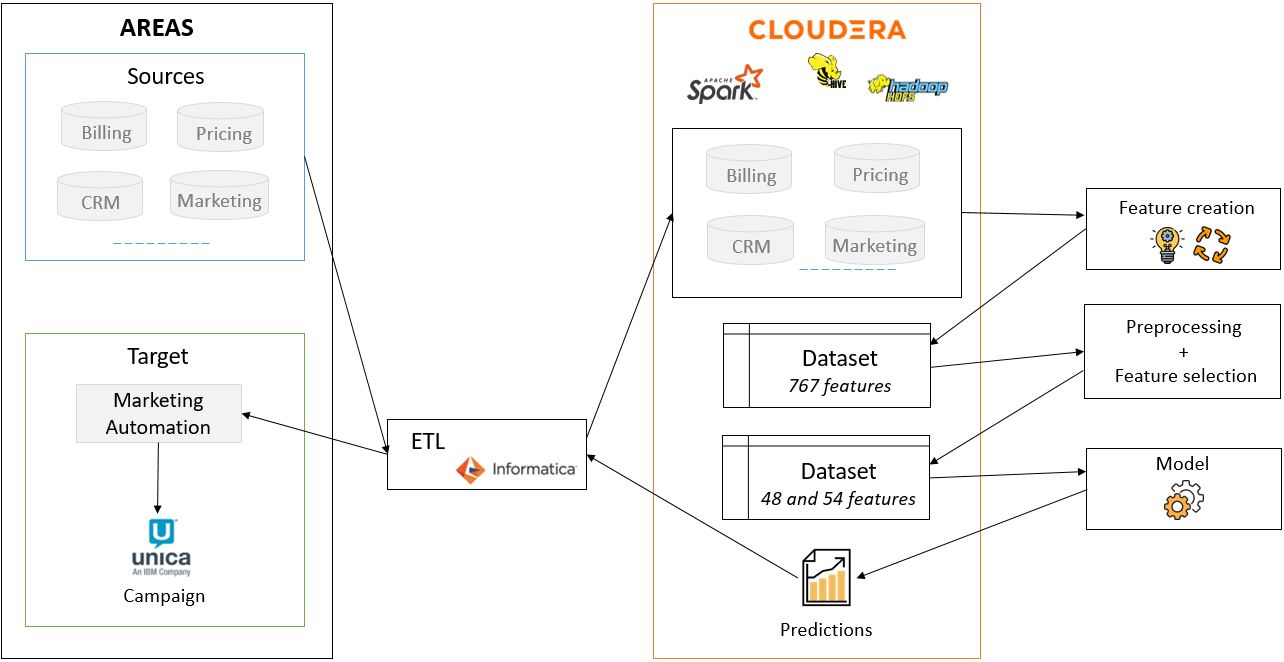 AREAS
Sources
Billing
Pricing
CRM
Marketing
Target
Marketing
Automation
unica
An IBM Company
Campaign
ETL
Informatica
CLOUDERA
APACHE
Spark
HIVE
hadoop
HDFS
Billing
Pricing
CRM
Marketing
Dataset
767 features
Dataset
48 and 54 features
Predictions
Feature creation
Preprocessing
+
Feature selection
Model